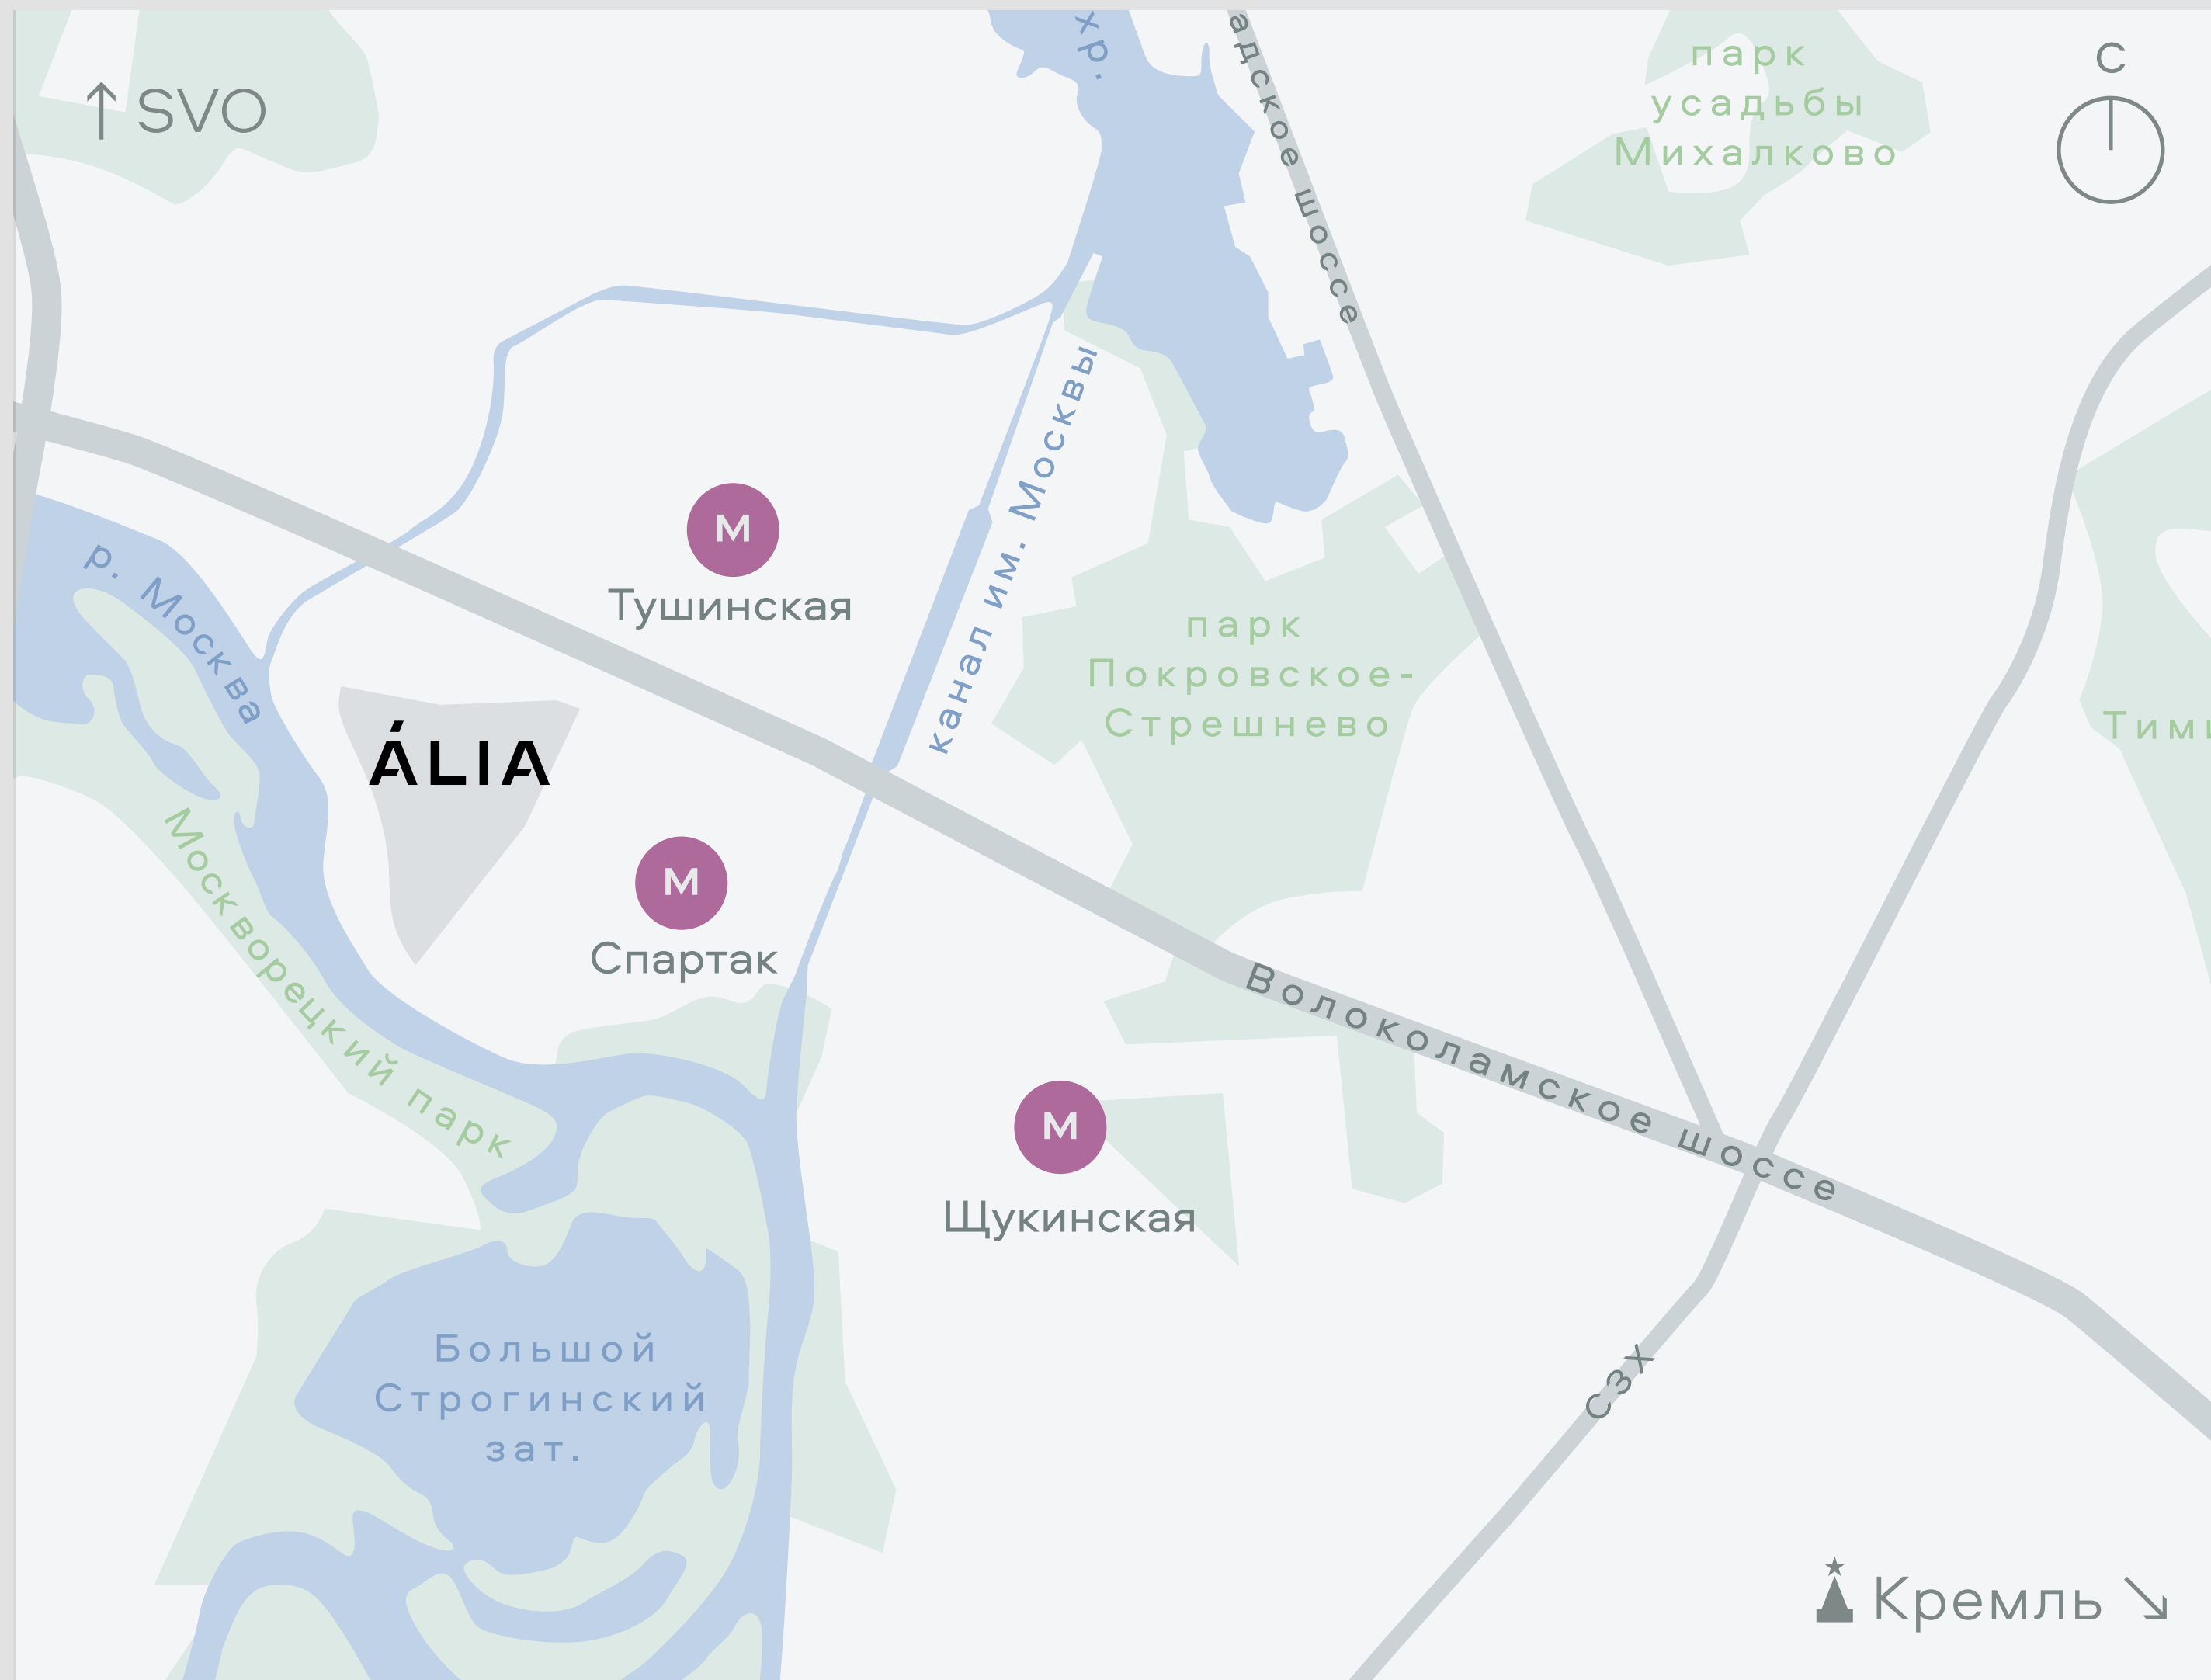 хр.
адское шоссе
парк
усадьбы
Михалково
С
↑ SVO
р. Москва
М
Тушинская
канал им. Москвы
парк
Покровское-
Стрешнево
ÁLIA
Москворецкий парк
М
Спартак
Волоколамское шоссе
М
Щукинская
Большой
Строгинский
зат.
СЗХ
Кремль ↘